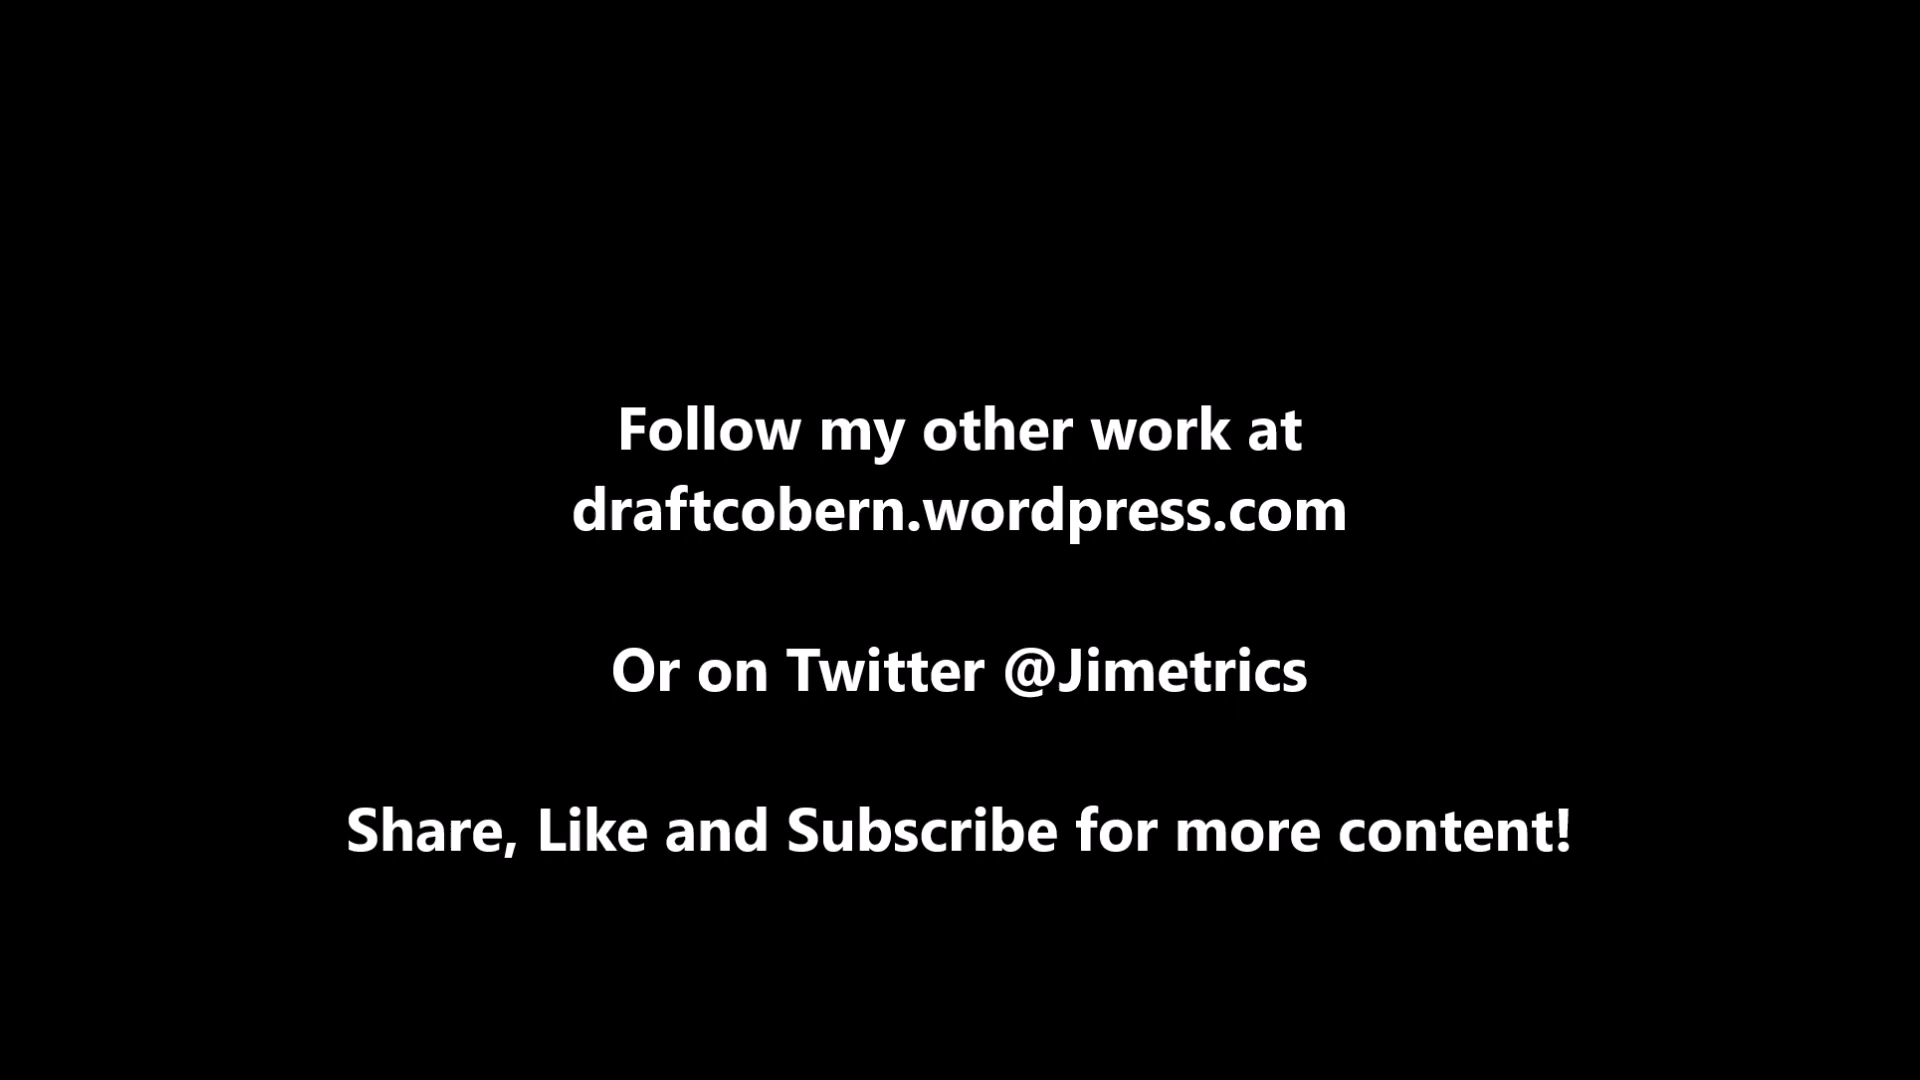 Follow my other work at
draftcobern.wordpress.com
Or on Twitter @Jimetrics
Share, Like and Subscribe for more content!